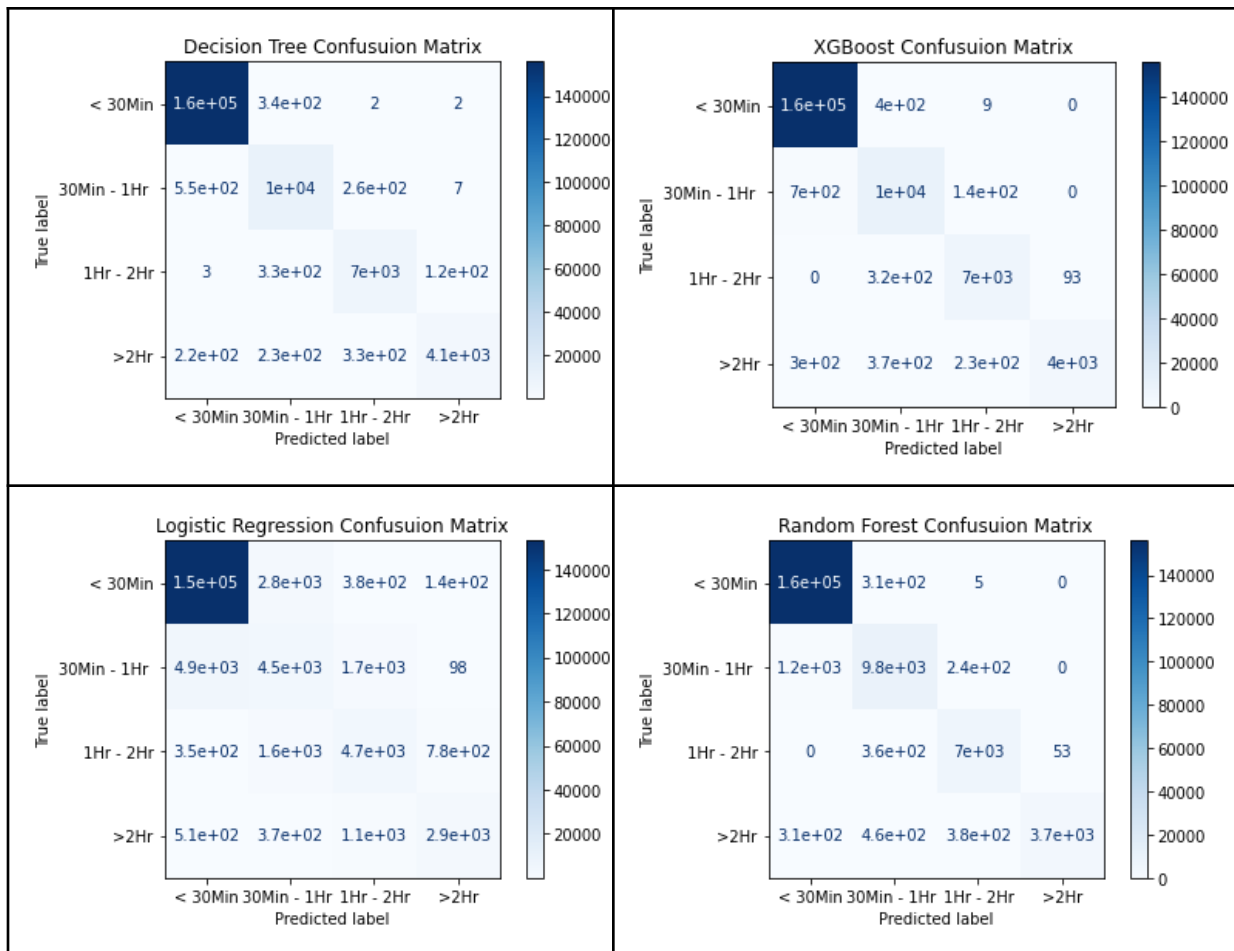 Decision Tree Confusuion Matrix
True label
< 30Min 1.6e+05 3.4e+02 2 2
30Min - 1Hr 5.5e+02 1e+04 2.6e+02 7
1Hr - 2Hr 3 3.3e+02 7e+03 1.2e+02
>2Hr 2.2e+02 2.3e+02 3.3e+02 4.1e+03
< 30Min 30Min - 1Hr 1Hr - 2Hr >2Hr
Predicted label
140000
120000
100000
80000
60000
40000
20000
XGBoost Confusuion Matrix
True label
< 30Min 1.6e+05 4e+02 9 0
30Min - 1Hr 7e+02 1e+04 1.4e+02 0
1Hr - 2Hr 0 3.2e+02 7e+03 93
>2Hr 3e+02 3.7e+02 2.3e+02 4e+03
< 30Min 30Min - 1Hr 1Hr - 2Hr >2Hr
Predicted label
140000
120000
100000
80000
60000
40000
20000
0
Logistic Regression Confusuion Matrix
True label
< 30Min 1.5e+05 2.8e+03 3.8e+02 1.4e+02
30Min - 1Hr 4.9e+03 4.5e+03 1.7e+03 98
1Hr - 2Hr 3.5e+02 1.6e+03 4.7e+03 7.8e+02
>2Hr 5.1e+02 3.7e+02 1.1e+03 2.9e+03
< 30Min 30Min - 1Hr 1Hr - 2Hr >2Hr
Predicted label
140000
120000
100000
80000
60000
40000
20000
Random Forest Confusuion Matrix
True label
< 30Min 1.6e+05 3.1e+02 5 0
30Min - 1Hr 1.2e+03 9.8e+03 2.4e+02 0
1Hr - 2Hr 0 3.6e+02 7e+03 53
>2Hr 3.1e+02 4.6e+02 3.8e+02 3.7e+03
< 30Min 30Min - 1Hr 1Hr - 2Hr >2Hr
Predicted label
140000
120000
100000
80000
60000
40000
20000
0